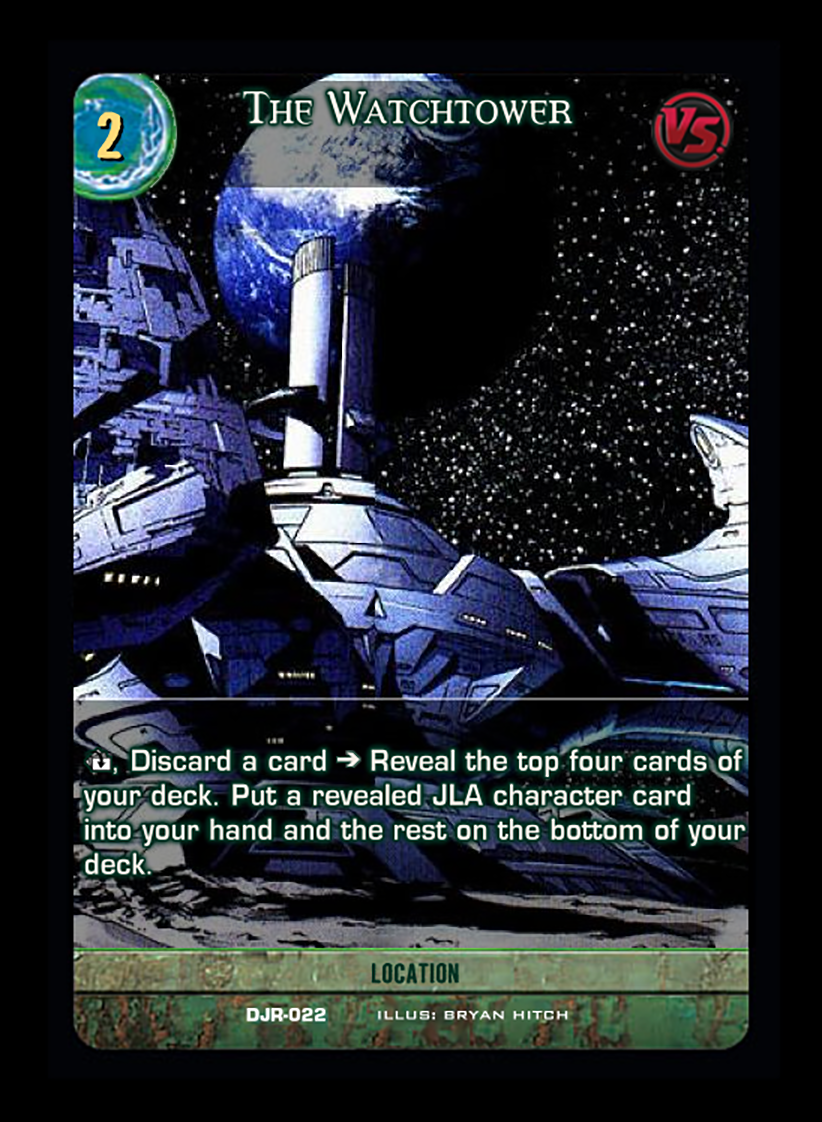 2
The Watchtower
VS.
, Discard a card ➔ Reveal the top four cards of
your deck. Put a revealed JLA character card
into your hand and the rest on the bottom of your
deck.
LOCATION
DJR-022 ILLUS: BRYAN HITCH